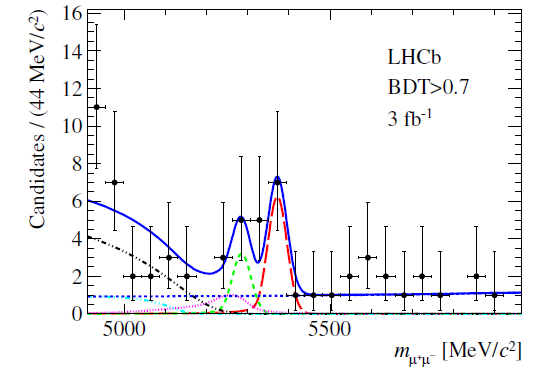 Candidates / (44 MeV/c²)
16
14
12
10
8
6
4
2
0
LHCb
BDT>0.7
3 fb⁻¹
5000 5500
m_μ⁺μ⁻ [MeV/c²]